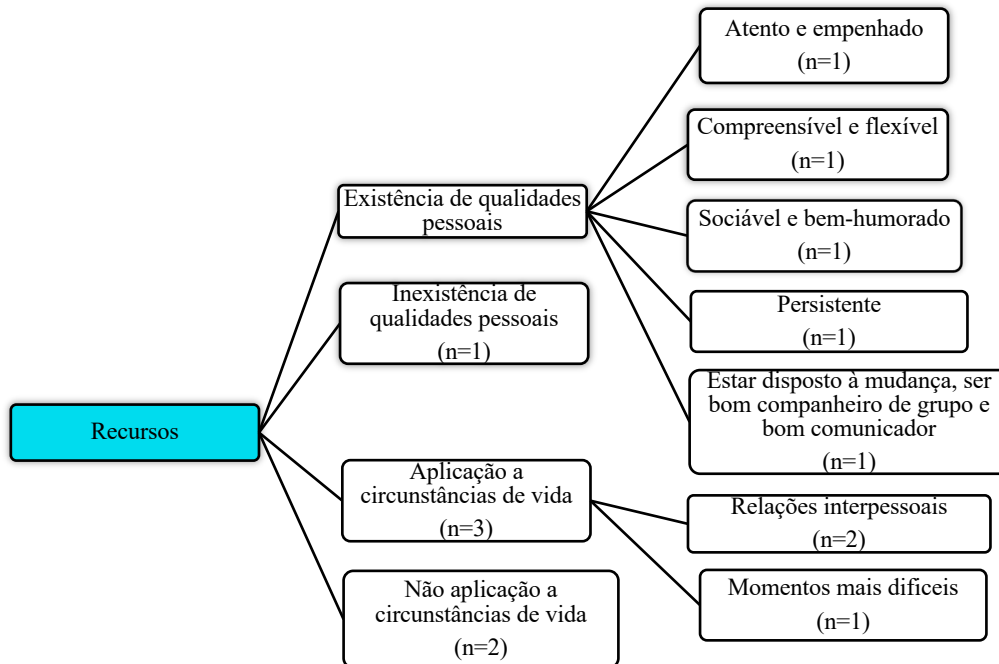 Recursos
Existência de qualidades
pessoais
Atento e empenhado
(n=1)
Compreensível e flexível
(n=1)
Sociável e bem-humorado
(n=1)
Persistente
(n=1)
Estar disposto à mudança, ser
bom companheiro de grupo e
bom comunicador
(n=1)
Inexistência de
qualidades pessoais
(n=1)
Aplicação a
circunstâncias de vida
(n=3)
Relações interpessoais
(n=2)
Momentos mais dificeis
(n=1)
Não aplicação a
circunstâncias de vida
(n=2)